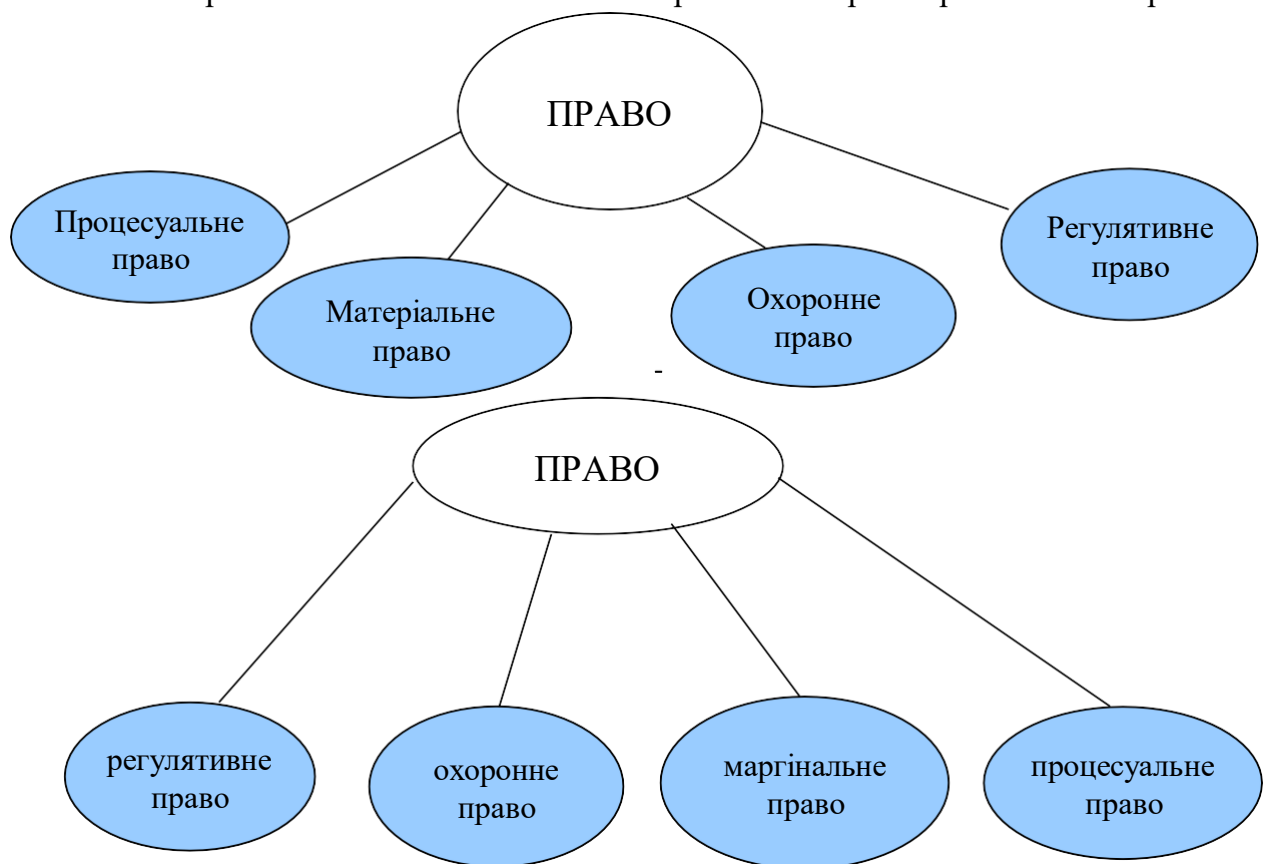 ПРАВО
Процесуальне
право
Матеріальне
право
Охоронне
право
Регулятивне
право
-
ПРАВО
регулятивне
право
охоронне
право
маргінальне
право
процесуальне
право